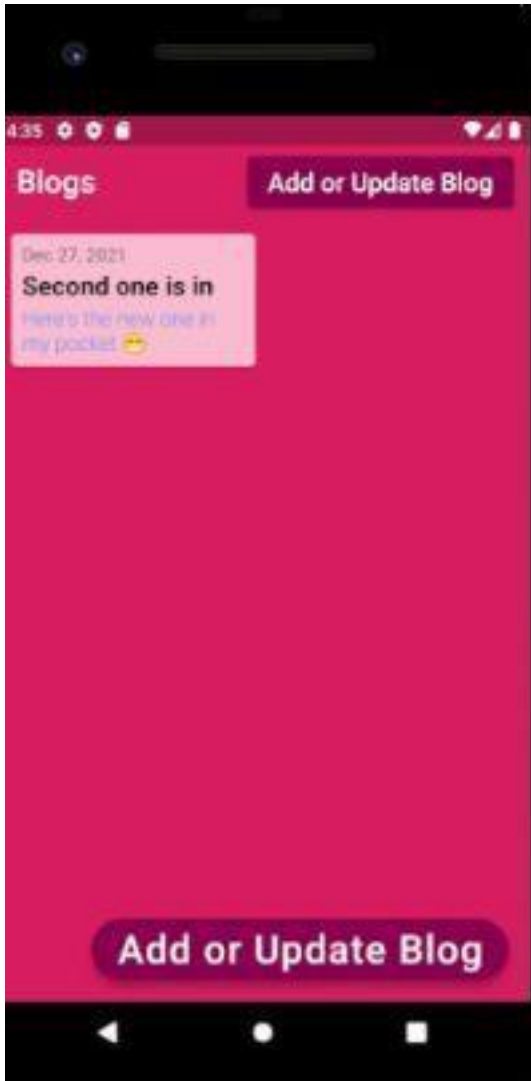 4:35
Blogs
Add or Update Blog
Dec 27, 2021
Second one is in
Here's the new one in
my pocket 😁
Add or Update Blog